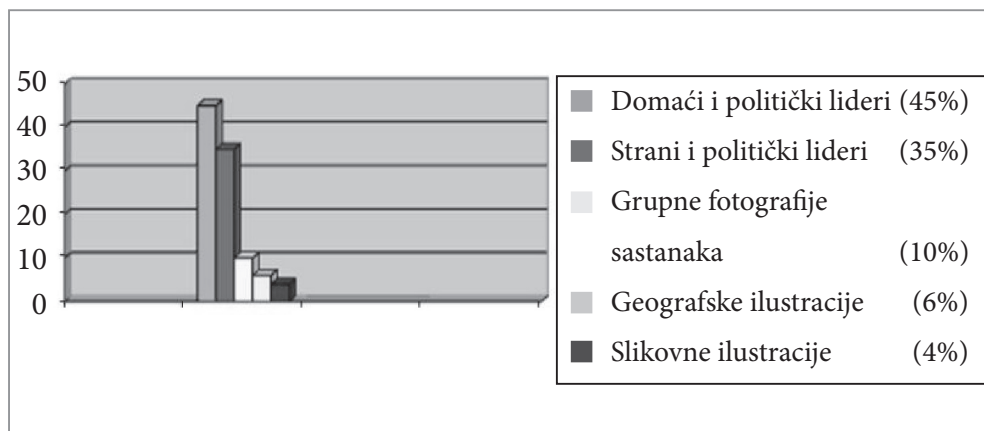 50
40
30
20
10
0
Domaći i politički lideri (45%)
Strani i politički lideri (35%)
Grupne fotografije
sastanaka (10%)
Geografske ilustracije (6%)
Slikovne ilustracije (4%)